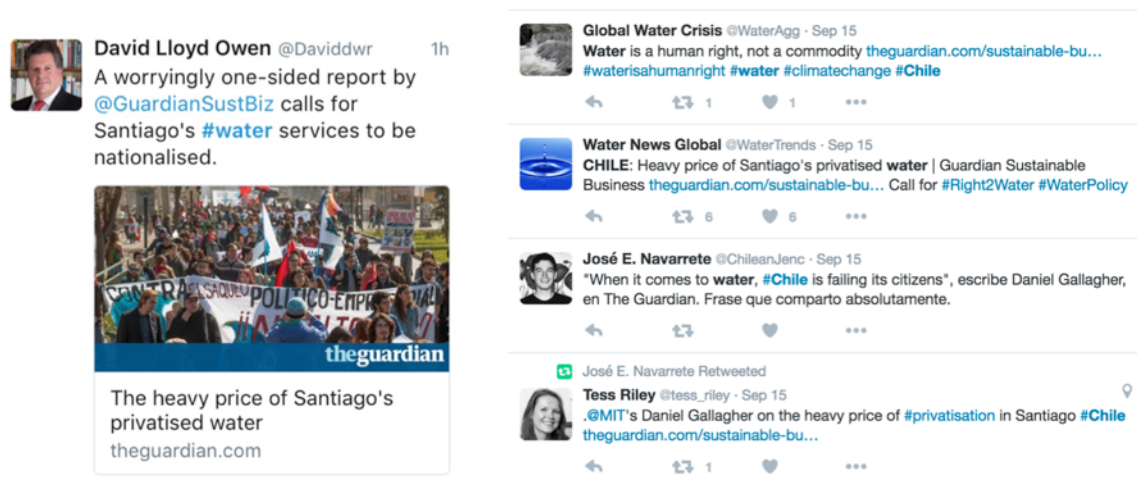 David Lloyd Owen @Daviddwr 1h
A worryingly one-sided report by
@GuardianSustBiz calls for
Santiago's #water services to be
nationalised.
CONTRA EL SAQUEO POLITICO-EMPRESARIAL
theguardian
The heavy price of Santiago's
privatised water
theguardian.com
Global Water Crisis @WaterAgg · Sep 15
Water is a human right, not a commodity theguardian.com/sustainable-bu…
#waterisahumanright #water #climatechange #Chile
1 1
Water News Global @WaterTrends · Sep 15
CHILE: Heavy price of Santiago's privatised water | Guardian Sustainable
Business theguardian.com/sustainable-bu… Call for #Right2Water #WaterPolicy
6 6
José E. Navarrete @ChileanJenc · Sep 15
"When it comes to water, #Chile is failing its citizens", escribe Daniel Gallagher,
en The Guardian. Frase que comparto absolutamente.
José E. Navarrete Retweeted
Tess Riley @tess_riley · Sep 15
.@MIT's Daniel Gallagher on the heavy price of #privatisation in Santiago #Chile
theguardian.com/sustainable-bu…
1